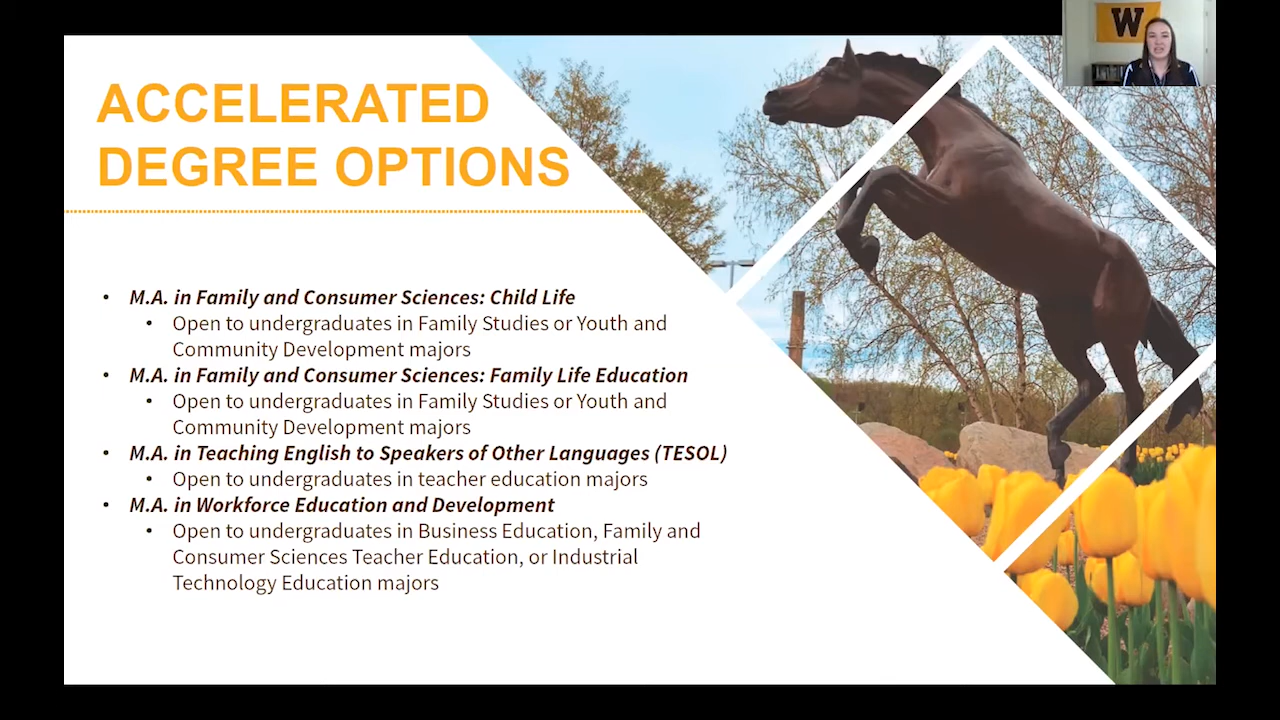 W
ACCELERATED
DEGREE OPTIONS
• M.A. in Family and Consumer Sciences: Child Life
• Open to undergraduates in Family Studies or Youth and
Community Development majors
• M.A. in Family and Consumer Sciences: Family Life Education
• Open to undergraduates in Family Studies or Youth and
Community Development majors
• M.A. in Teaching English to Speakers of Other Languages (TESOL)
• Open to undergraduates in teacher education majors
• M.A. in Workforce Education and Development
• Open to undergraduates in Business Education, Family and
Consumer Sciences Teacher Education, or Industrial
Technology Education majors